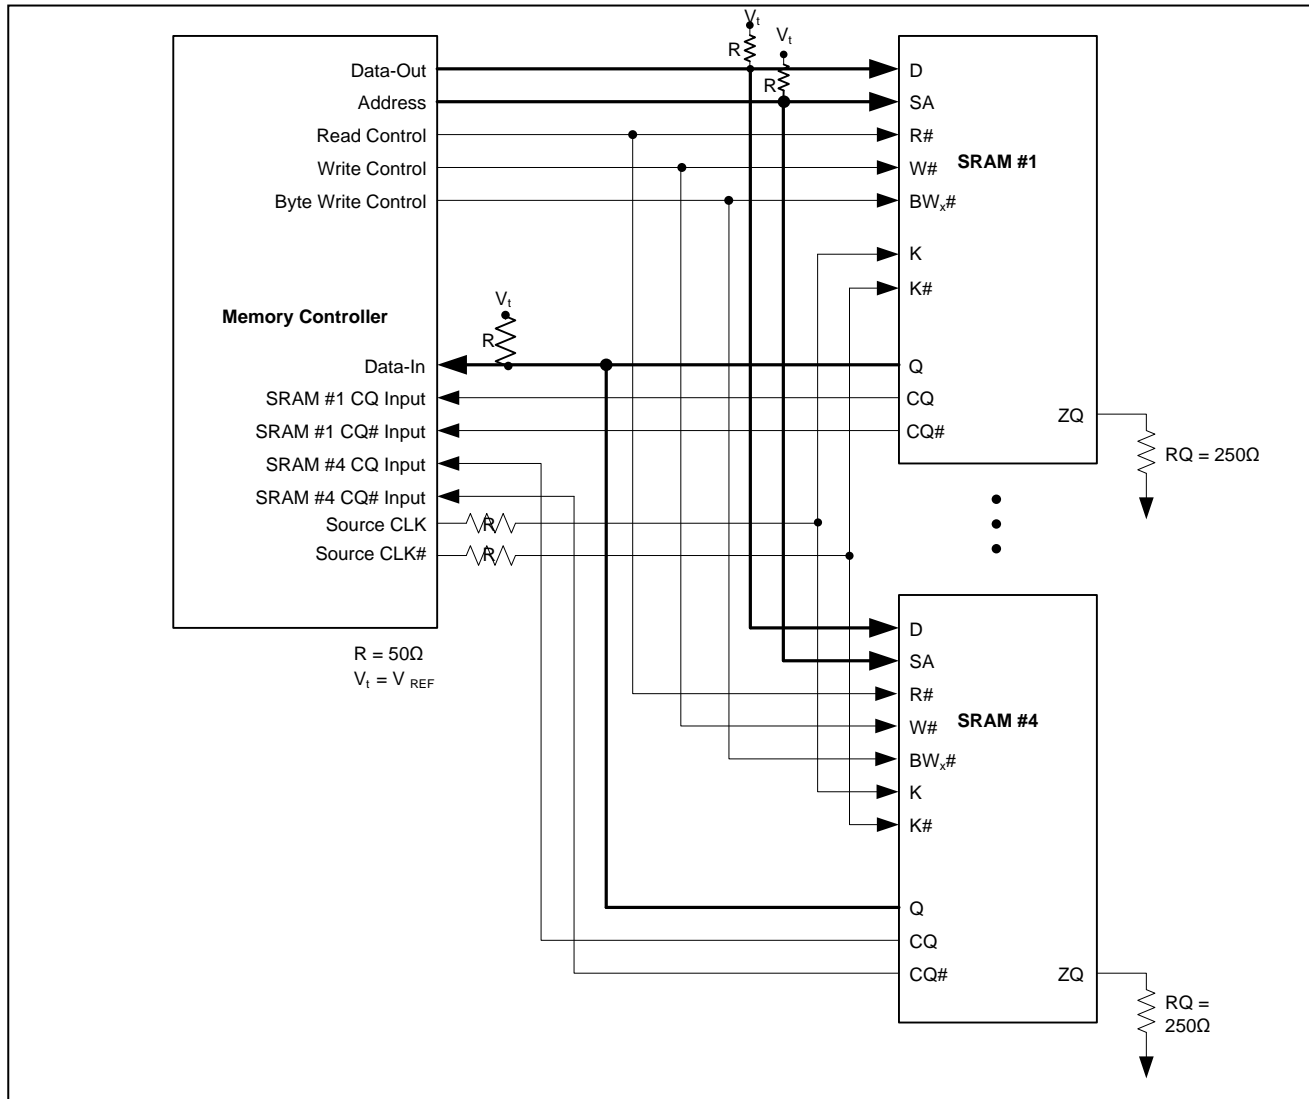 Vt
Vt
R
R
Data-Out
Address
Read Control
Write Control
Byte Write Control
Memory Controller
Vt
R
Data-In
SRAM #1 CQ Input
SRAM #1 CQ# Input
SRAM #4 CQ Input
SRAM #4 CQ# Input
Source CLK
R
Source CLK#
R
R = 50Ω
Vt = V REF
D
SA
R#
SRAM #1
W#
BWx#
K
K#
Q
CQ
CQ#
ZQ
RQ = 250Ω
D
SA
R#
SRAM #4
W#
BWx#
K
K#
Q
CQ
CQ#
ZQ
RQ =
250Ω